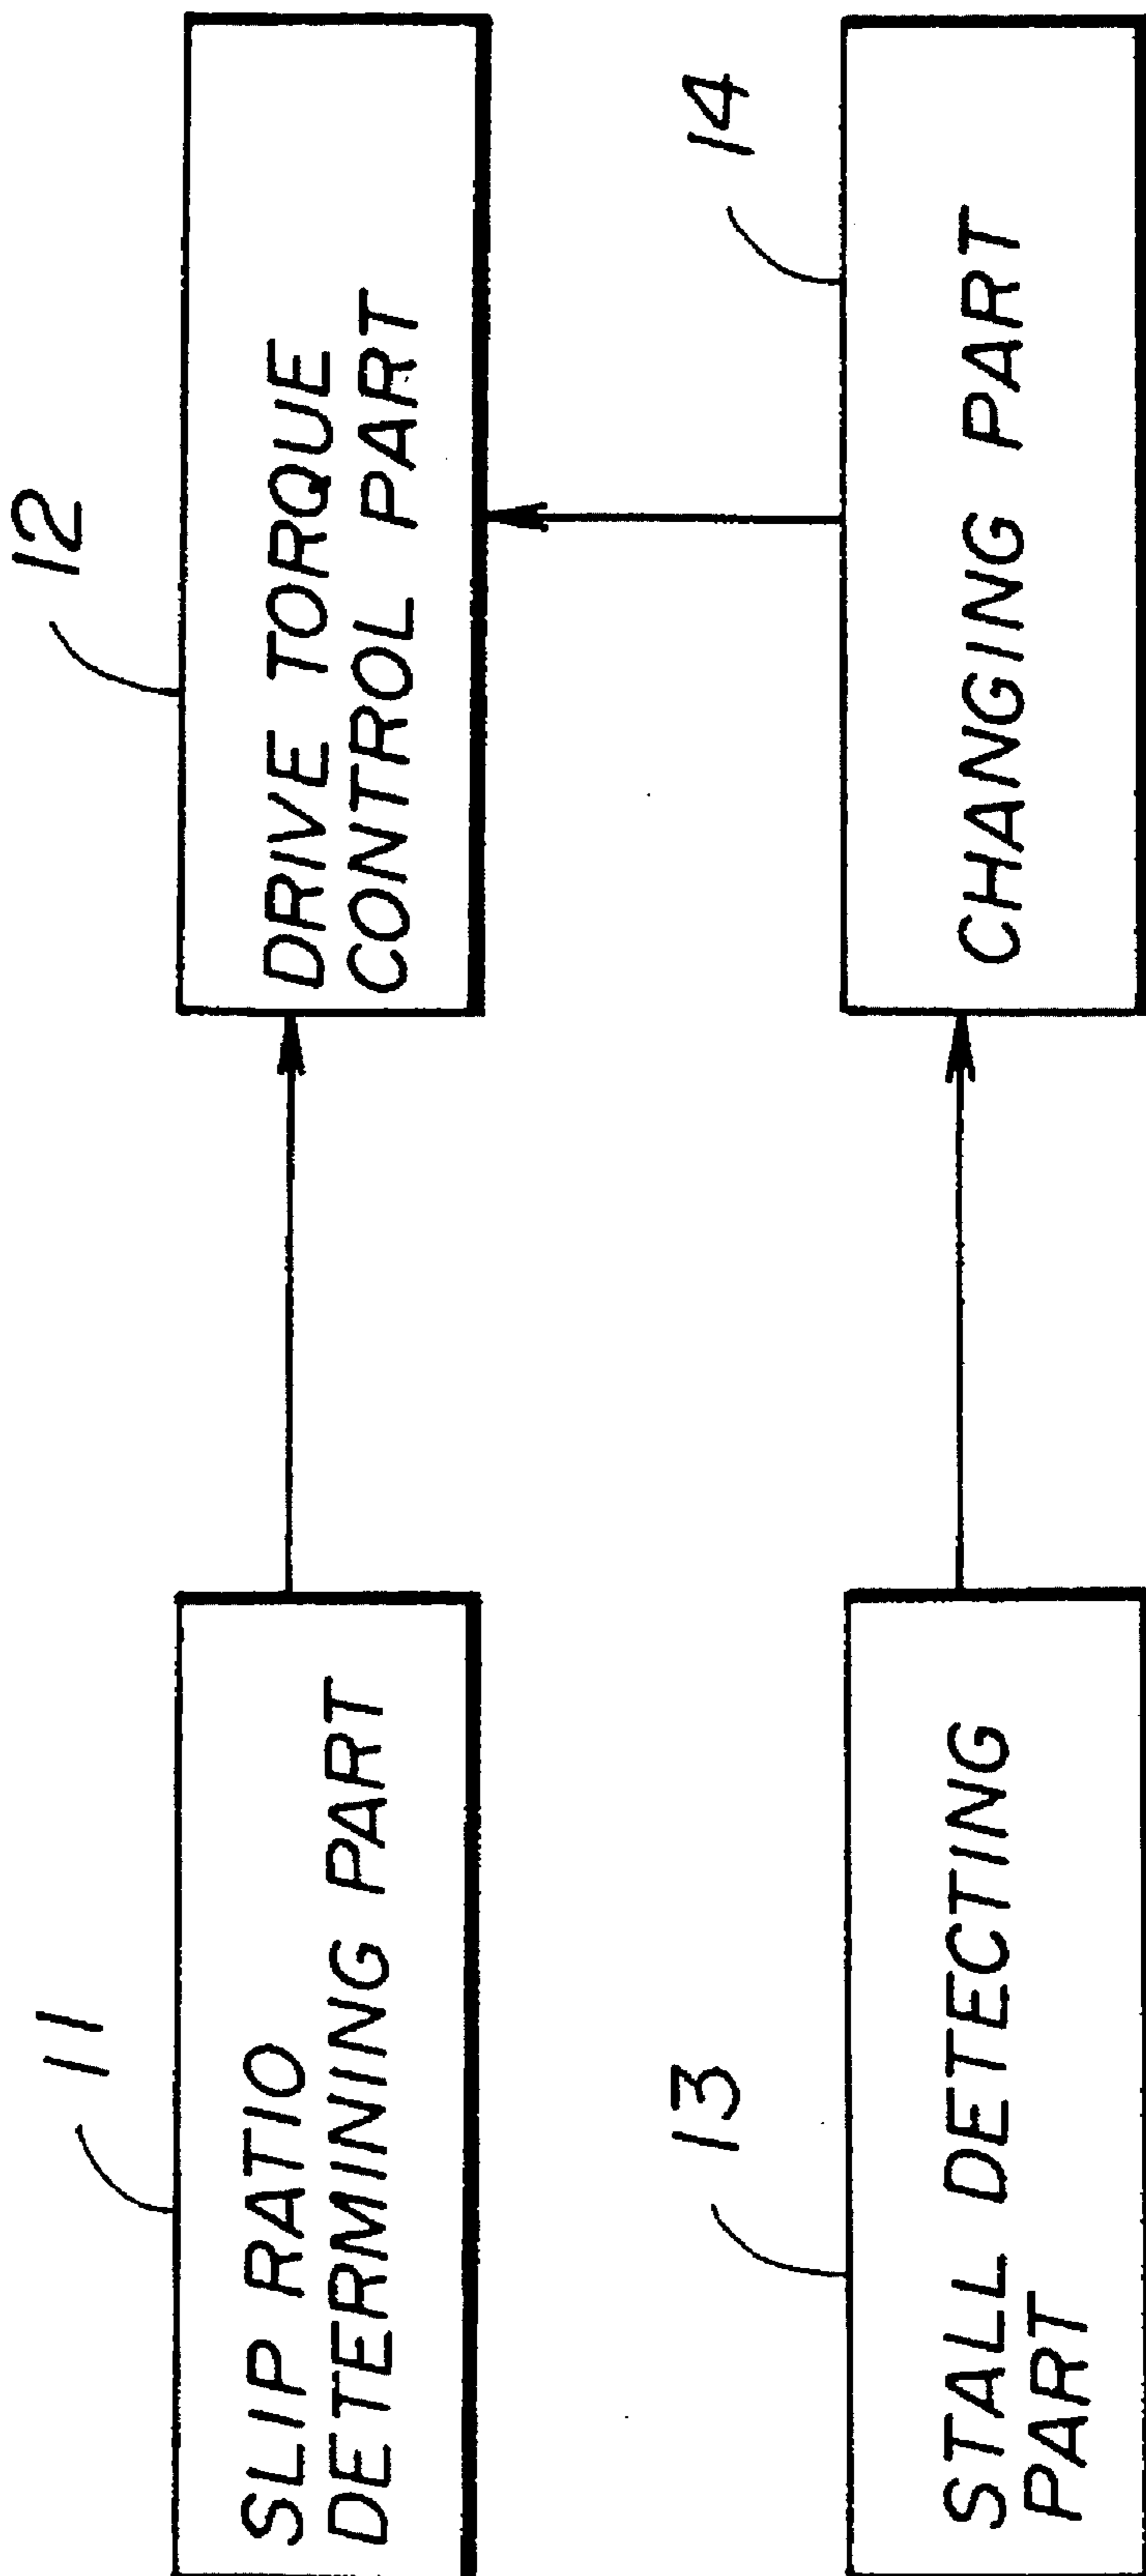 11
SLIP RATIO
DETERMINING PART
12
DRIVE TORQUE
CONTROL PART
13
STALL DETECTING
PART
14
CHANGING PART